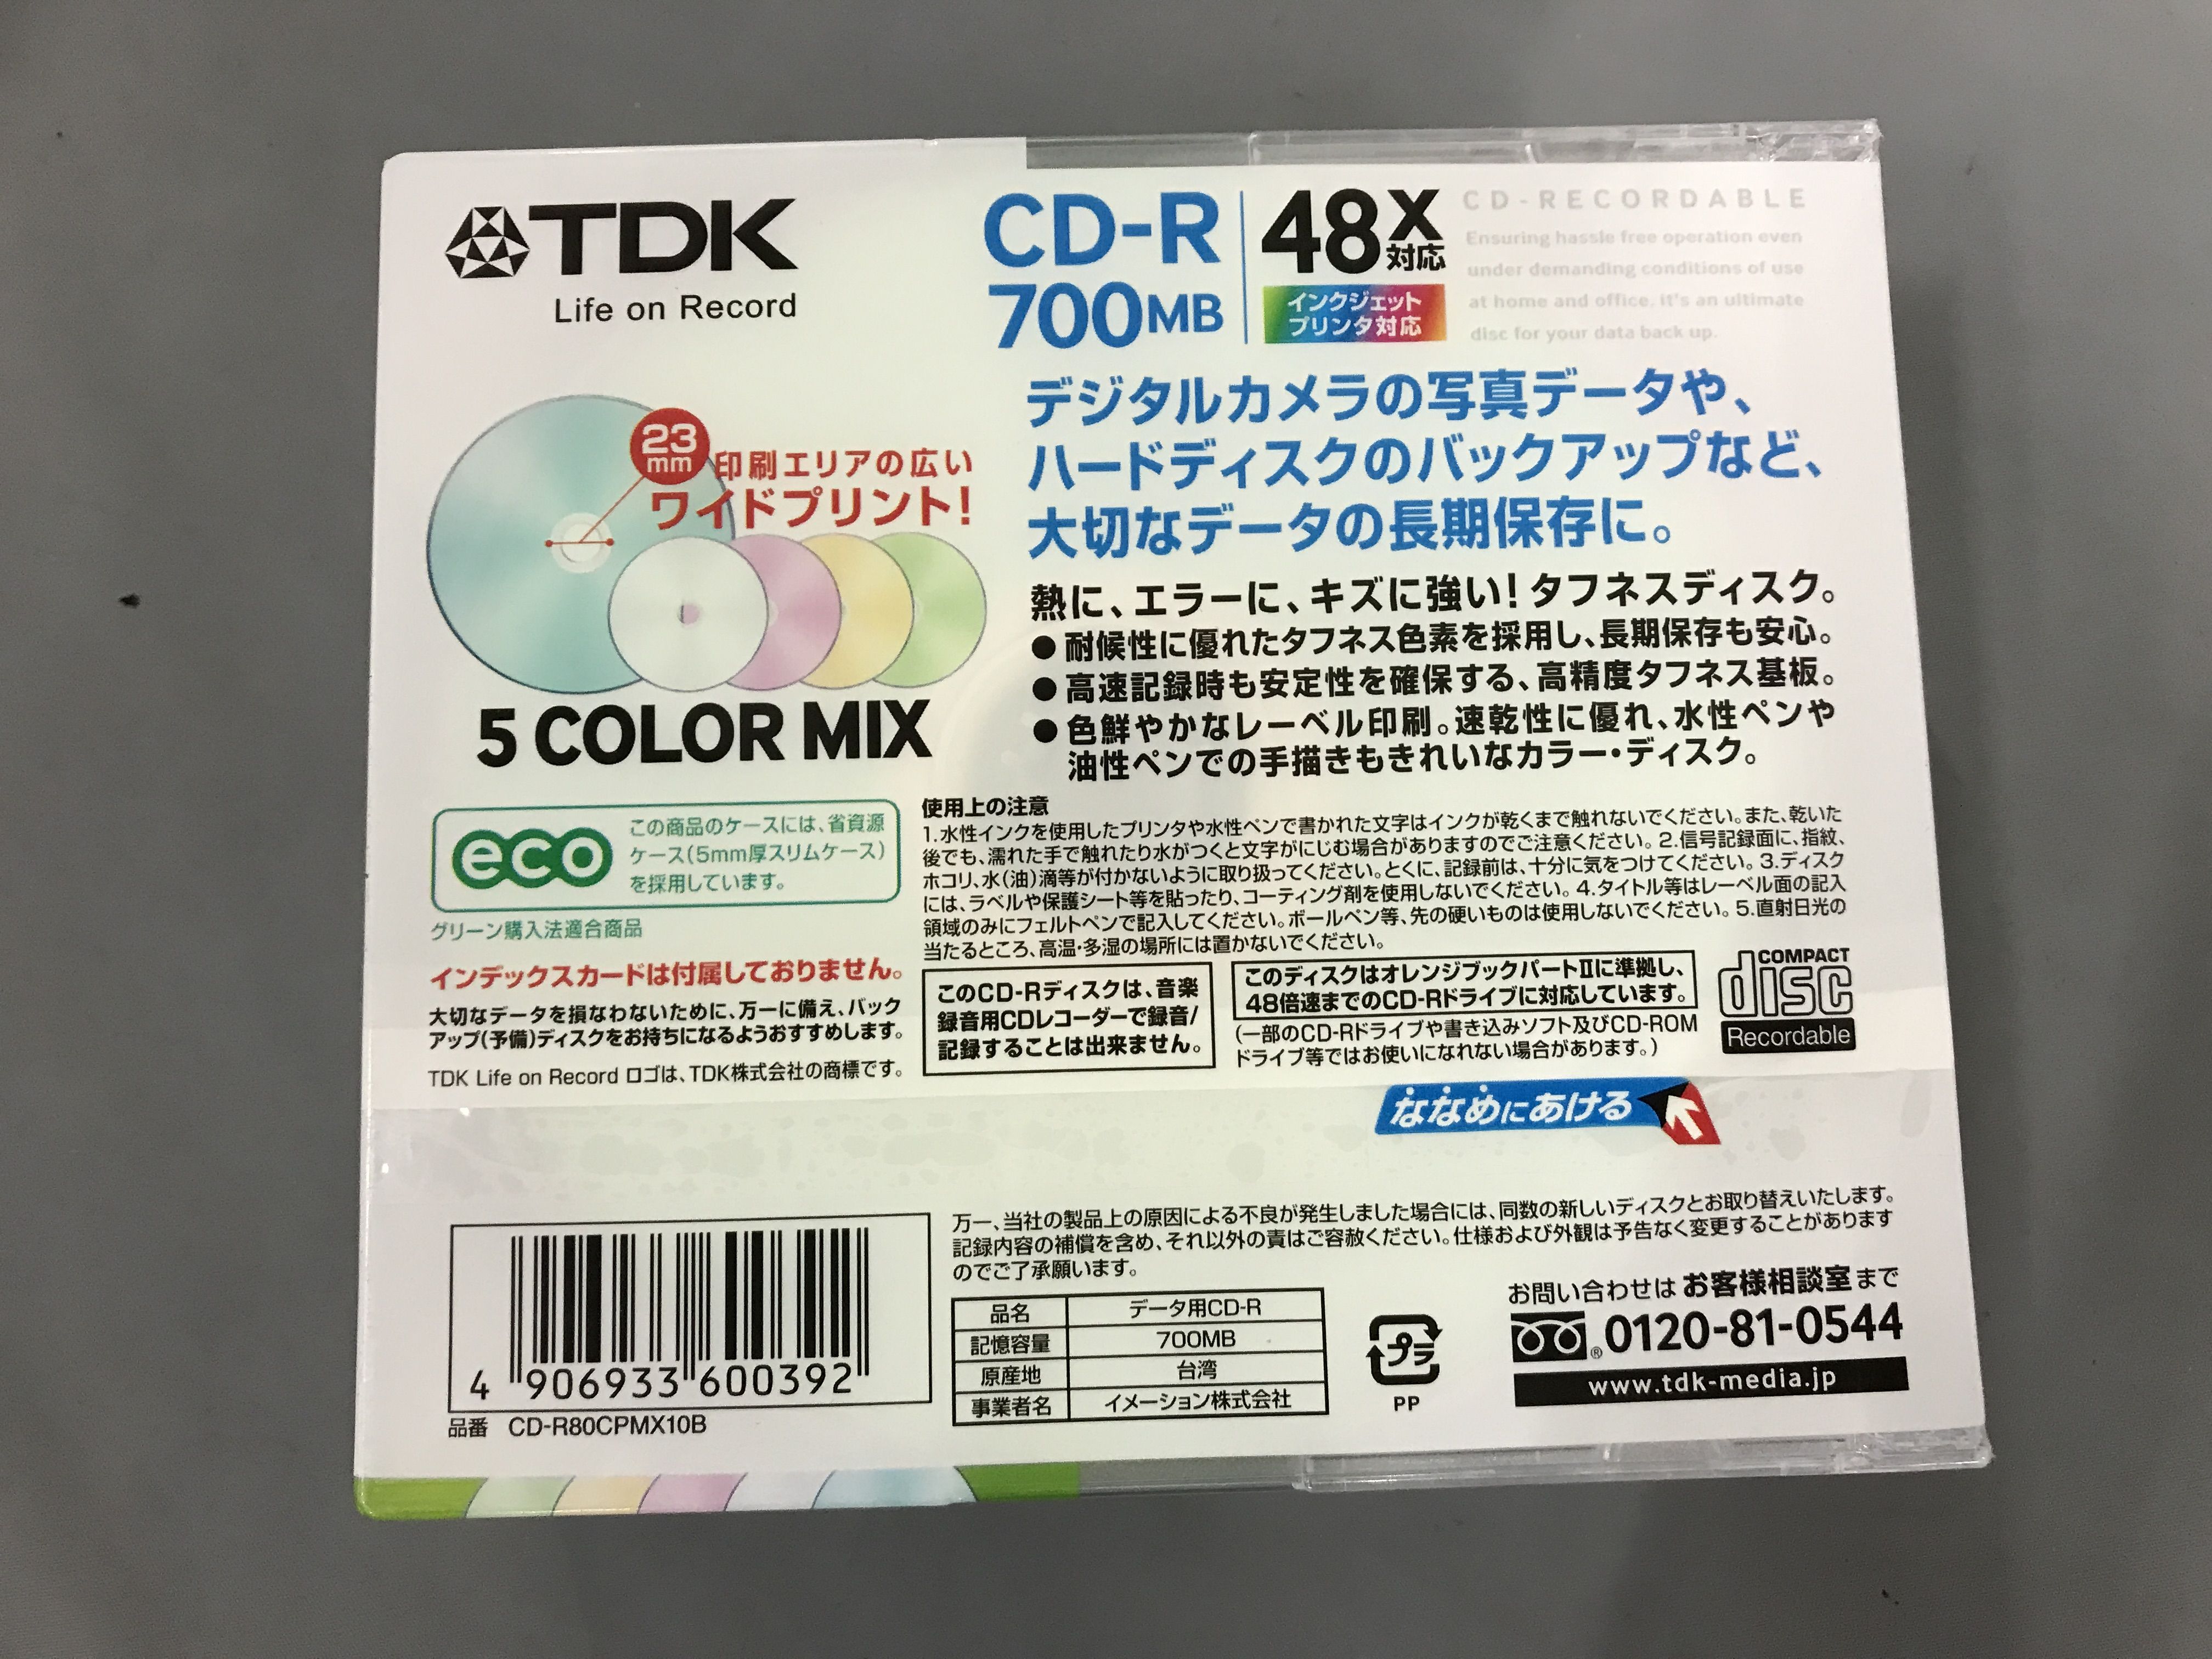 TDK
Life on Record
CD-R
700MB
48X
対応
インクジェット
プリンタ対応
CD-RECORDABLE
Ensuring hassle free operation even
under demanding conditions of use
at home and office, it's an ultimate
disc for your data back up.
23
mm
印刷エリアの広い
ワイドプリント!
5 COLOR MIX
デジタルカメラの写真データや、
ハードディスクのバックアップなど、
大切なデータの長期保存に。
熱に、エラーに、キズに強い!タフネスディスク。
●耐候性に優れたタフネス色素を採用し、長期保存も安心。
●高速記録時も安定性を確保する、高精度タフネス基板。
●色鮮やかなレーベル印刷。速乾性に優れ、水性ペンや
油性ペンでの手描きもきれいなカラー・ディスク。
eco
この商品のケースには、省資源
ケース(5mm厚スリムケース)
を採用しています。
グリーン購入法適合商品
インデックスカードは付属しておりません。
大切なデータを損なわないために、万一に備え、バック
アップ(予備)ディスクをお持ちになるようおすすめします。
TDK Life on Record ロゴは、TDK株式会社の商標です。
使用上の注意
1.水性インクを使用したプリンタや水性ペンで書かれた文字はインクが乾くまで触れないでください。また、乾いた
後でも、濡れた手で触れたり水がつくと文字がにじむ場合がありますのでご注意ください。2.信号記録面に、指紋、
ホコリ、水(油)滴等が付かないように取り扱ってください。とくに、記録前は、十分に気をつけてください。3.ディスク
には、ラベルや保護シート等を貼ったり、コーティング剤を使用しないでください。4.タイトル等はレーベル面の記入
領域のみにフェルトペンで記入してください。ボールペン等、先の硬いものは使用しないでください。5.直射日光の
当たるところ、高温・多湿の場所には置かないでください。
このCD-Rディスクは、音楽
録音用CDレコーダーで録音/
記録することは出来ません。
このディスクはオレンジブックパートⅡに準拠し、
48倍速までのCD-Rドライブに対応しています。
(一部のCD-Rドライブや書き込みソフト及びCD-ROM
ドライブ等ではお使いになれない場合があります。)
COMPACT
disc
Recordable
ななめにあける
万一、当社の製品上の原因による不良が発生しました場合には、同数の新しいディスクとお取り替えいたします。
記録内容の補償を含め、それ以外の責はご容赦ください。仕様および外観は予告なく変更することがあります
のでご了承願います。
4 906933 600392
品番 CD-R80CPMX10B
品名 データ用CD-R
記憶容量 700MB
原産地 台湾
事業者名 イメーション株式会社
プラ
PP
お問い合わせは お客様相談室まで
®0120-81-0544
www.tdk-media.jp